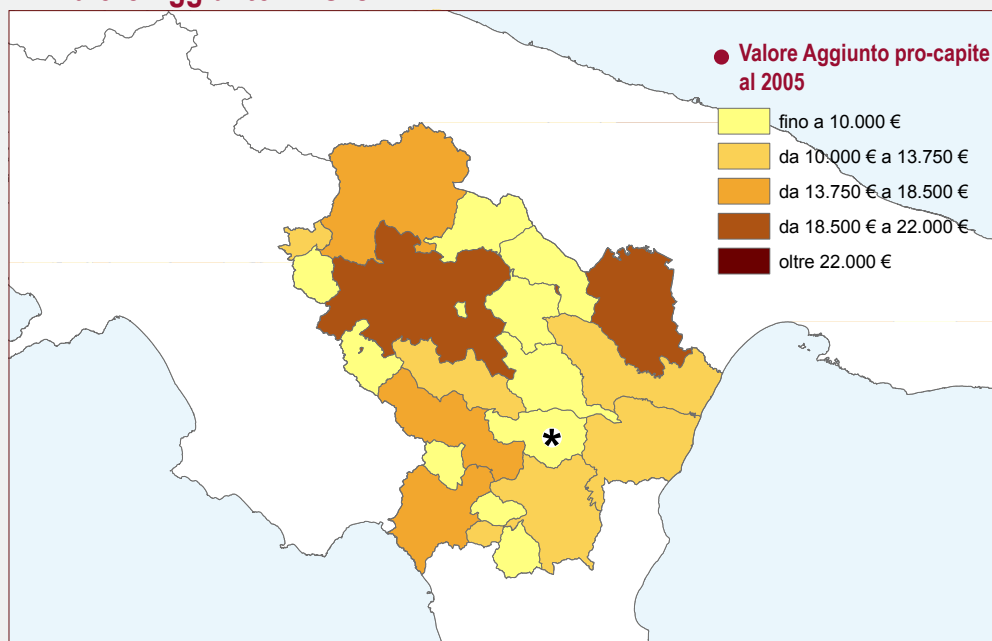 Valore Aggiunto pro-capite
al 2005
fino a 10.000 €
da 10.000 € a 13.750 €
da 13.750 € a 18.500 €
da 18.500 € a 22.000 €
oltre 22.000 €
*